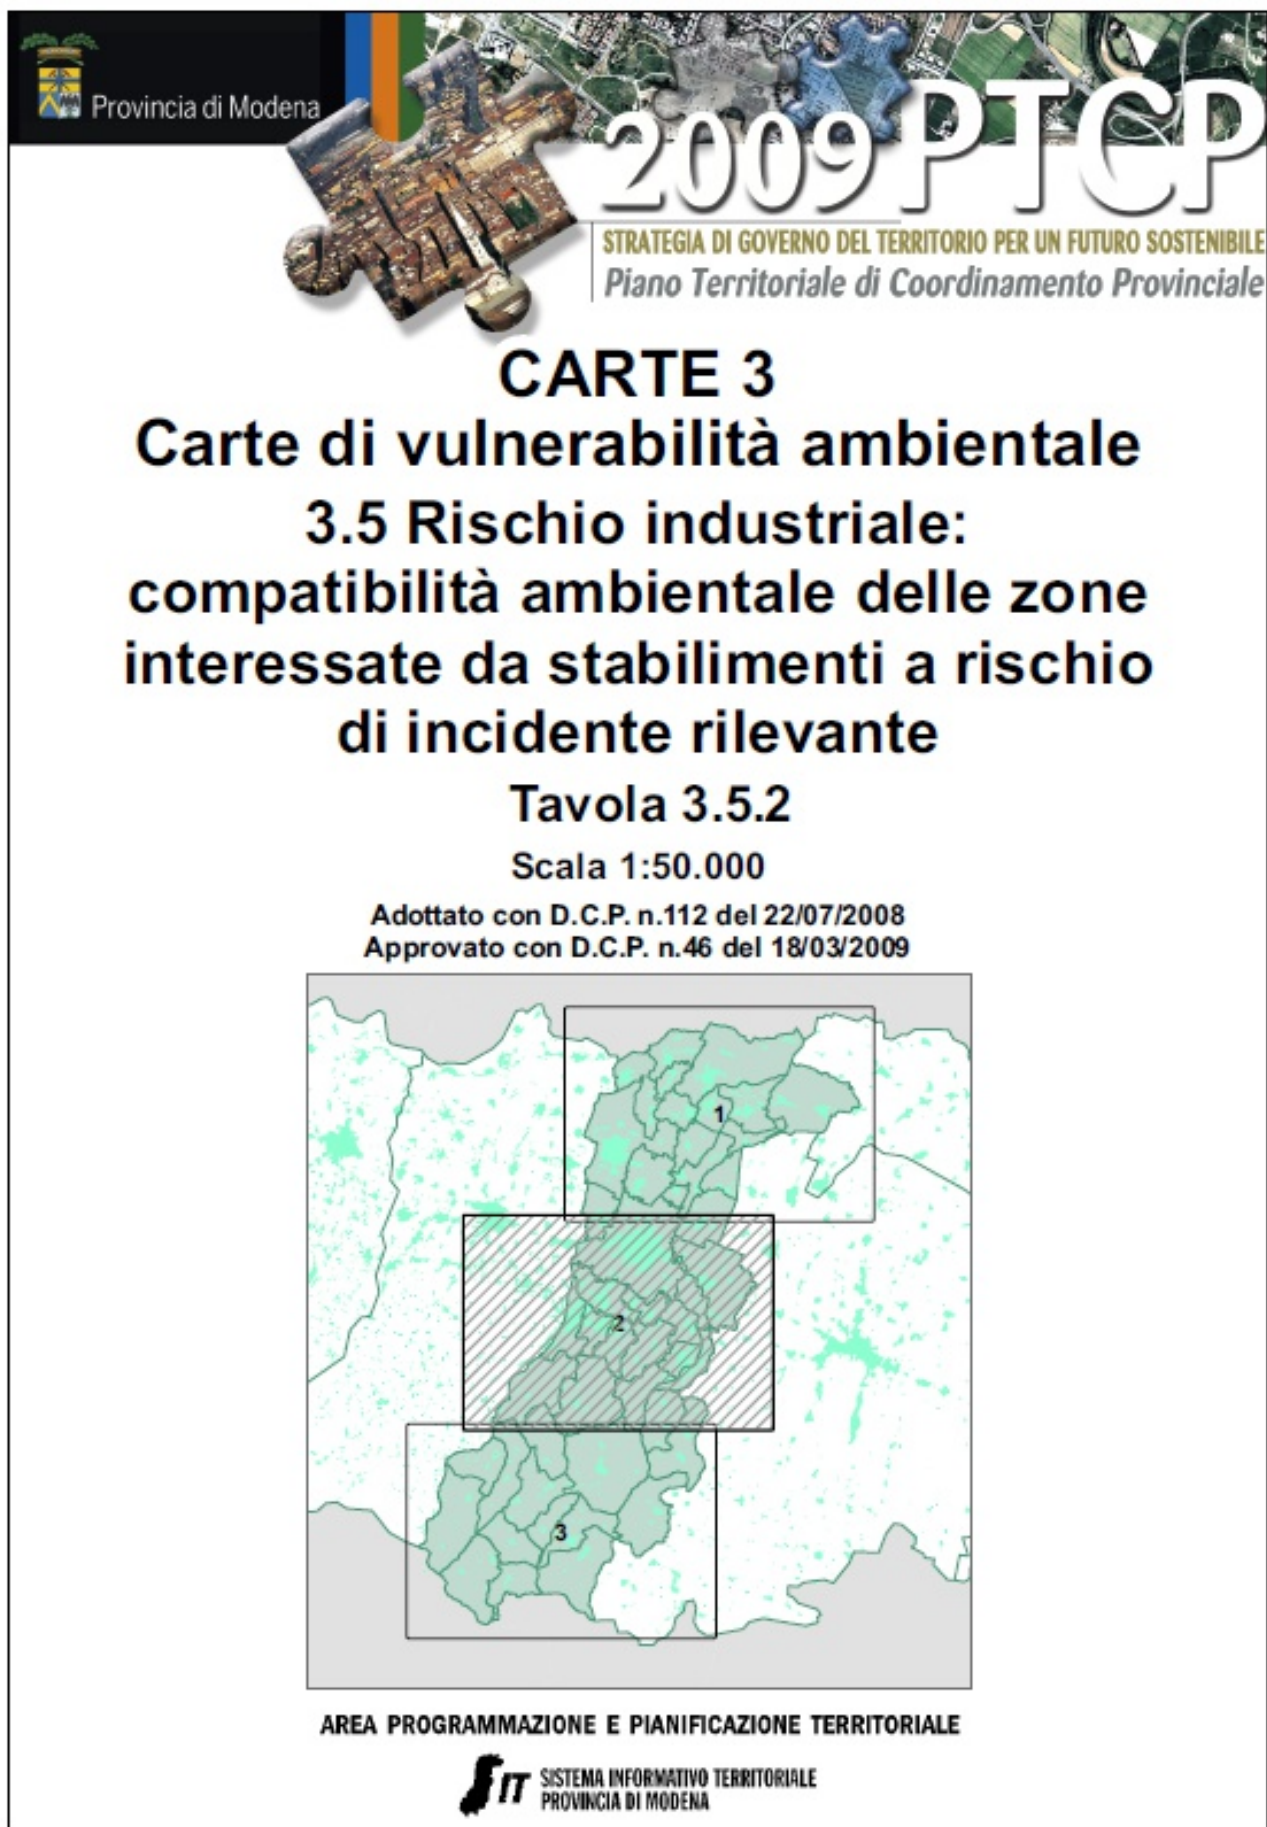 Provincia di Modena
2009 PTCP
STRATEGIA DI GOVERNO DEL TERRITORIO PER UN FUTURO SOSTENIBILE
Piano Territoriale di Coordinamento Provinciale
CARTE 3
Carte di vulnerabilità ambientale
3.5 Rischio industriale:
compatibilità ambientale delle zone
interessate da stabilimenti a rischio
di incidente rilevante
Tavola 3.5.2
Scala 1:50.000
Adottato con D.C.P. n.112 del 22/07/2008
Approvato con D.C.P. n.46 del 18/03/2009
1
2
3
AREA PROGRAMMAZIONE E PIANIFICAZIONE TERRITORIALE
SIT SISTEMA INFORMATIVO TERRITORIALE
PROVINCIA DI MODENA